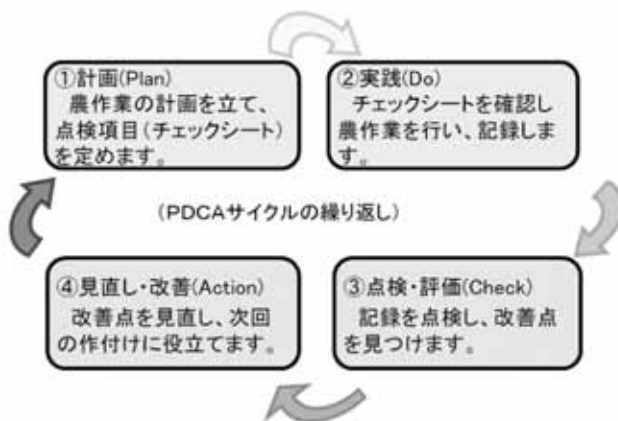 ①計画(Plan)
農作業の計画を立て、
点検項目(チェックシート)
を定めます。
②実践(Do)
チェックシートを確認し
農作業を行い、記録しま
す。
(PDCAサイクルの繰り返し)
④見直し・改善(Action)
改善点を見直し、次回
の作付けに役立てます。
③点検・評価(Check)
記録を点検し、改善点
を見つけます。